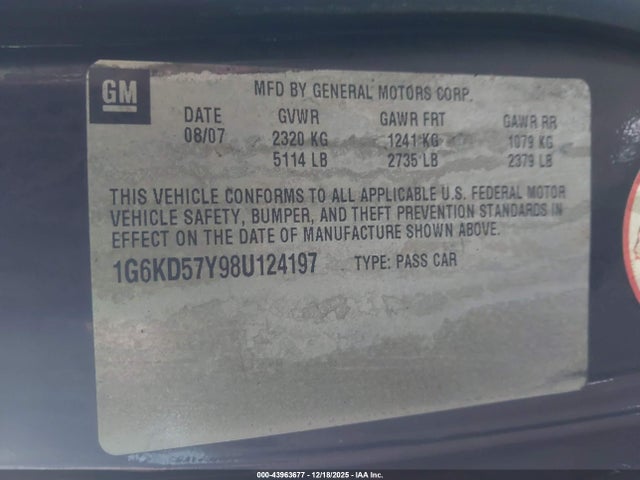 GM
MFD BY GENERAL MOTORS CORP.
DATE GVWR GAWR FRT GAWR RR
08/07 2320 KG 1241 KG 1079 KG
5114 LB 2735 LB 2379 LB
THIS VEHICLE CONFORMS TO ALL APPLICABLE U.S. FEDERAL MOTOR
VEHICLE SAFETY, BUMPER, AND THEFT PREVENTION STANDARDS IN
EFFECT ON THE DATE OF MANUFACTURE SHOWN ABOVE.
1G6KD57Y98U124197 TYPE: PASS CAR
000-43963677 - 12/18/2025 - IAA Inc.